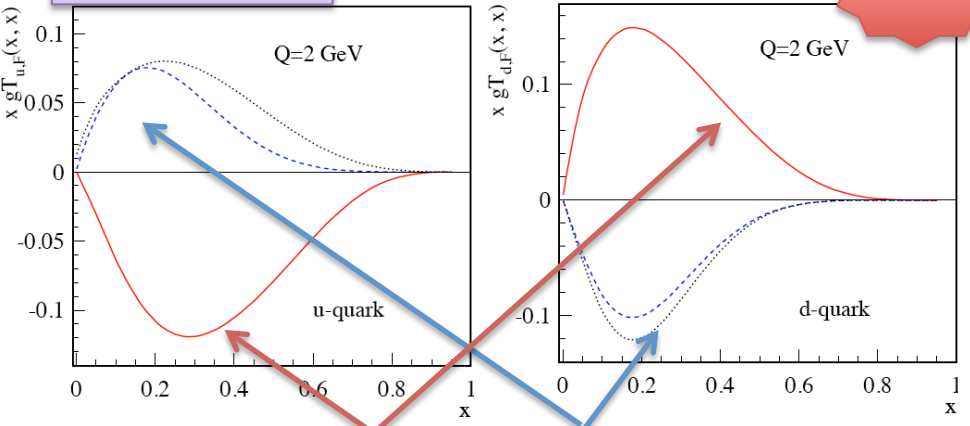 x gT_{u,F}(x, x)
Q=2 GeV
0.1
0.05
0
-0.05
-0.1
u-quark
0 0.2 0.4 0.6 0.8 1
x
x gT_{d,F}(x, x)
Q=2 GeV
0.1
0
-0.1
d-quark
0 0.2 0.4 0.6 0.8 1
x